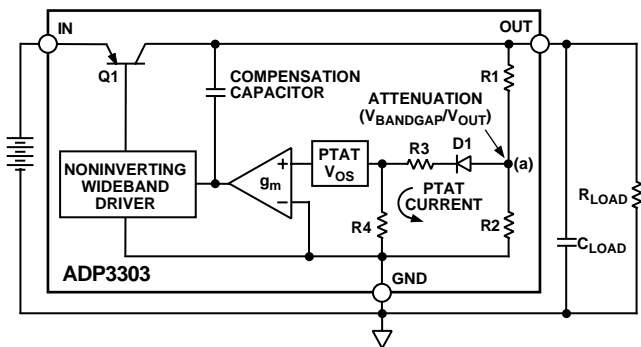 IN
OUT
Q1
COMPENSATION
CAPACITOR
R1
ATTENUATION
(VBANDGAP/VOUT)
R3
D1
(a)
PTAT
VOS
NONINVERTING
WIDEBAND
DRIVER
gm
+
−
PTAT
CURRENT
R4
R2
RLOAD
CLOAD
ADP3303
GND